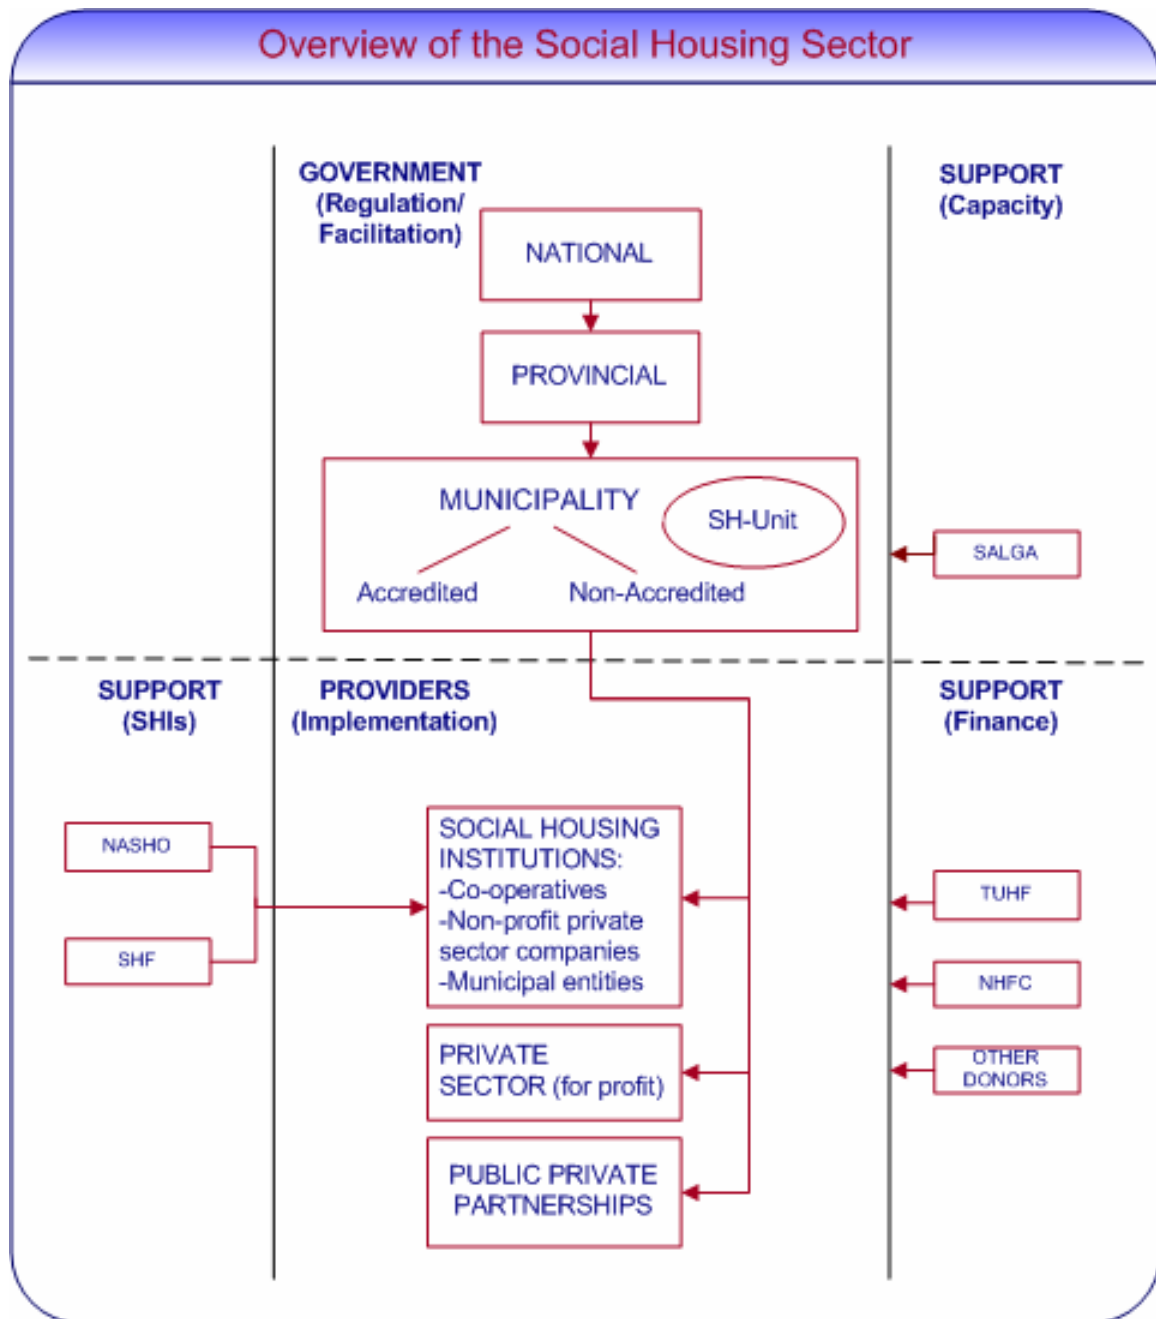 Overview of the Social Housing Sector
GOVERNMENT
(Regulation/
Facilitation)
SUPPORT
(Capacity)
NATIONAL
PROVINCIAL
MUNICIPALITY
SH-Unit
Accredited
Non-Accredited
SALGA
SUPPORT
(SHIs)
PROVIDERS
(Implementation)
SUPPORT
(Finance)
NASHO
SHF
SOCIAL HOUSING
INSTITUTIONS:
-Co-operatives
-Non-profit private
sector companies
-Municipal entities
PRIVATE
SECTOR (for profit)
PUBLIC PRIVATE
PARTNERSHIPS
TUHF
NHFC
OTHER
DONORS